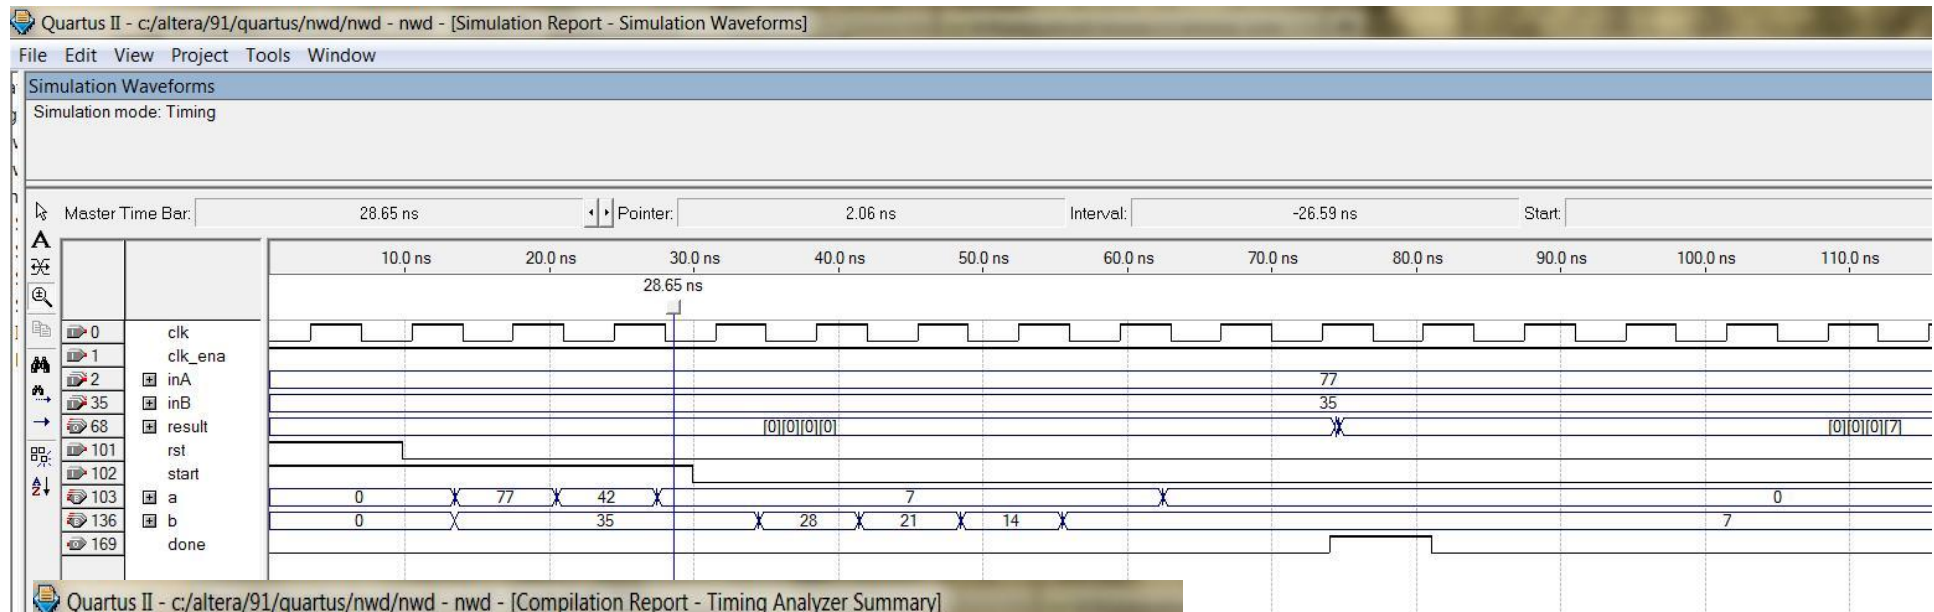 Quartus II - c:/altera/91/quartus/nwd/nwd - nwd - [Simulation Report - Simulation Waveforms]
File Edit View Project Tools Window
Simulation Waveforms
Simulation mode: Timing
Master Time Bar: 28.65 ns Pointer: 2.06 ns Interval: -26.59 ns Start:
A
10.0 ns 20.0 ns 30.0 ns 40.0 ns 50.0 ns 60.0 ns 70.0 ns 80.0 ns 90.0 ns 100.0 ns 110.0 ns
28.65 ns
0 clk
1 clk_ena
2 inA 77
35 inB 35
68 result [0][0][0][0] [0][0][0][7]
101 rst
102 start
103 a 0 77 42 7 0
136 b 0 35 28 21 14 7
169 done
Quartus II - c:/altera/91/quartus/nwd/nwd - nwd - [Compilation Report - Timing Analyzer Summary]